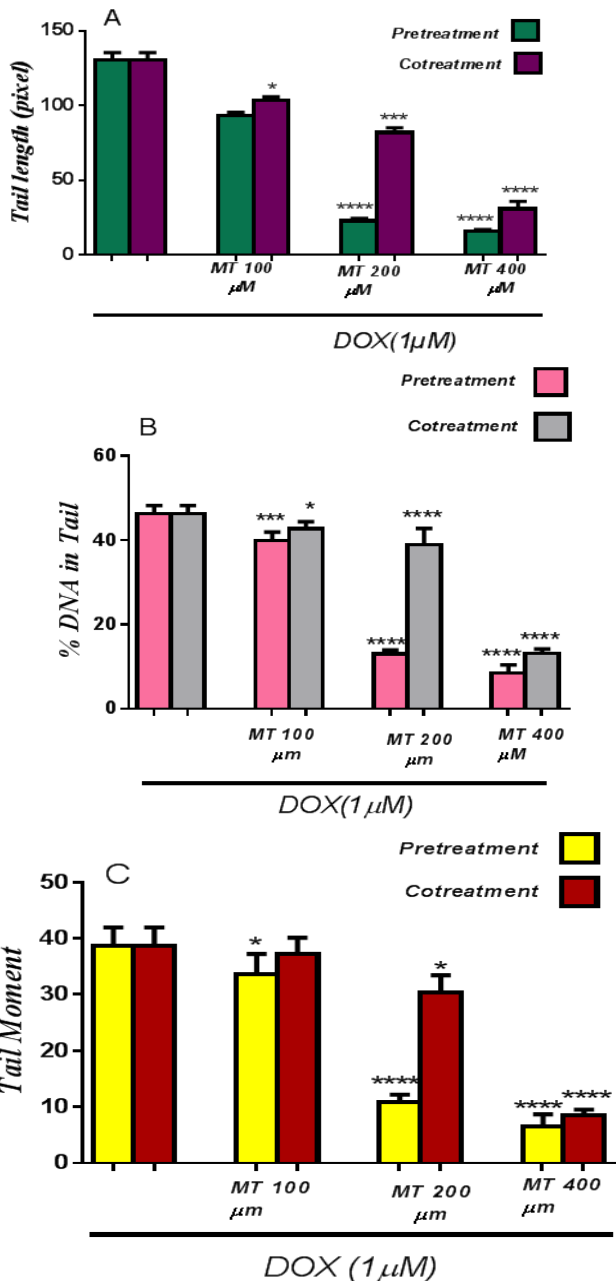 A
Pretreatment
Cotreatment
Tail length (pixel)
150
100
50
0
*
***
****
**** ****
MT 100 µM
MT 200 µM
MT 400 µM
DOX(1µM)
Pretreatment
Cotreatment
B
% DNA in Tail
60
40
20
0
*** *
****
****
**** ****
MT 100 µm
MT 200 µm
MT 400 µM
DOX(1µM)
C
Pretreatment
Cotreatment
Tail Moment
50
40
30
20
10
0
*
*
****
**** ****
MT 100 µm
MT 200 µm
MT 400 µm
DOX (1µM)